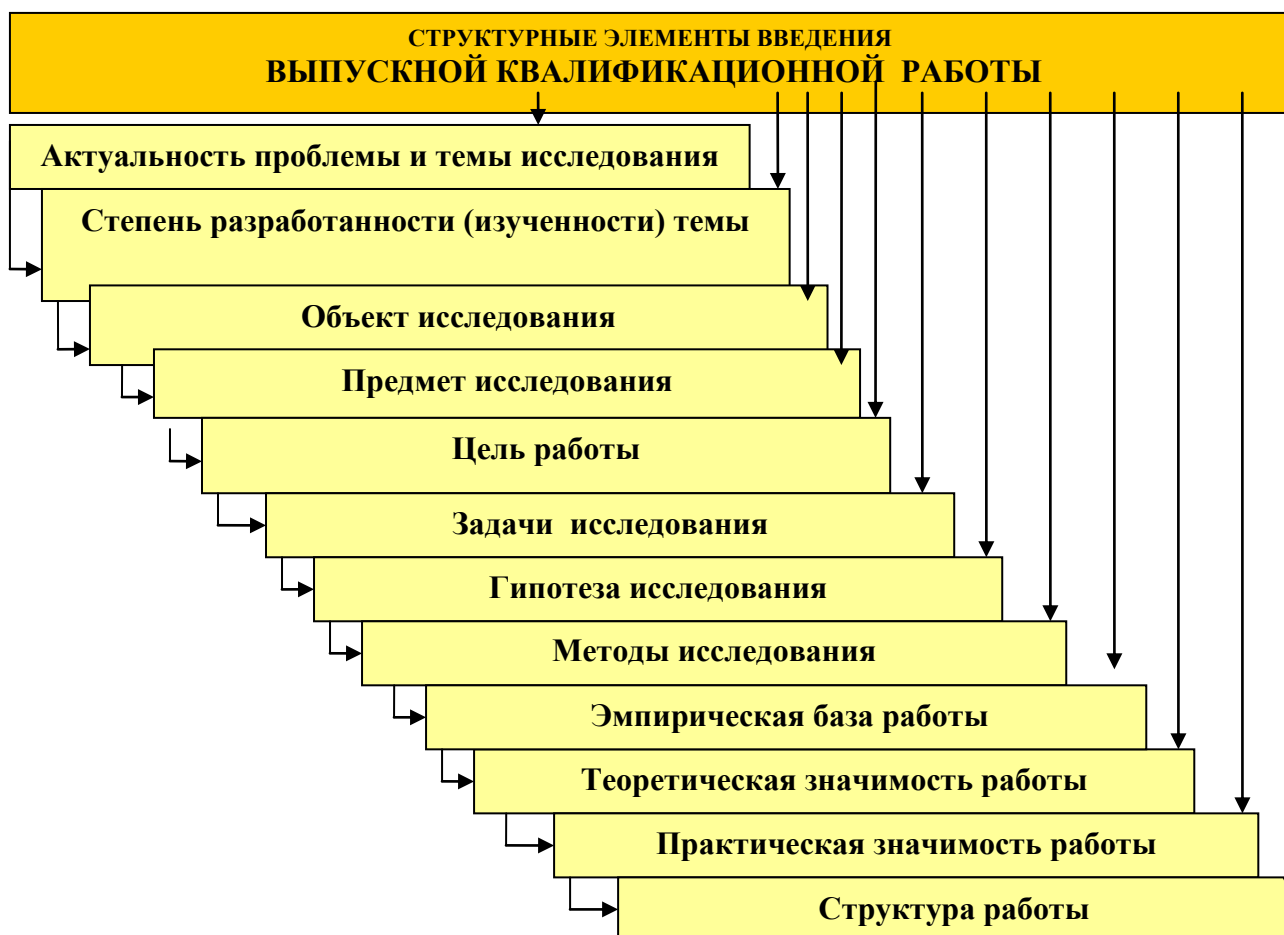 СТРУКТУРНЫЕ ЭЛЕМЕНТЫ ВВЕДЕНИЯ
ВЫПУСКНОЙ КВАЛИФИКАЦИОННОЙ РАБОТЫ
Актуальность проблемы и темы исследования
Степень разработанности (изученности) темы
Объект исследования
Предмет исследования
Цель работы
Задачи исследования
Гипотеза исследования
Методы исследования
Эмпирическая база работы
Теоретическая значимость работы
Практическая значимость работы
Структура работы